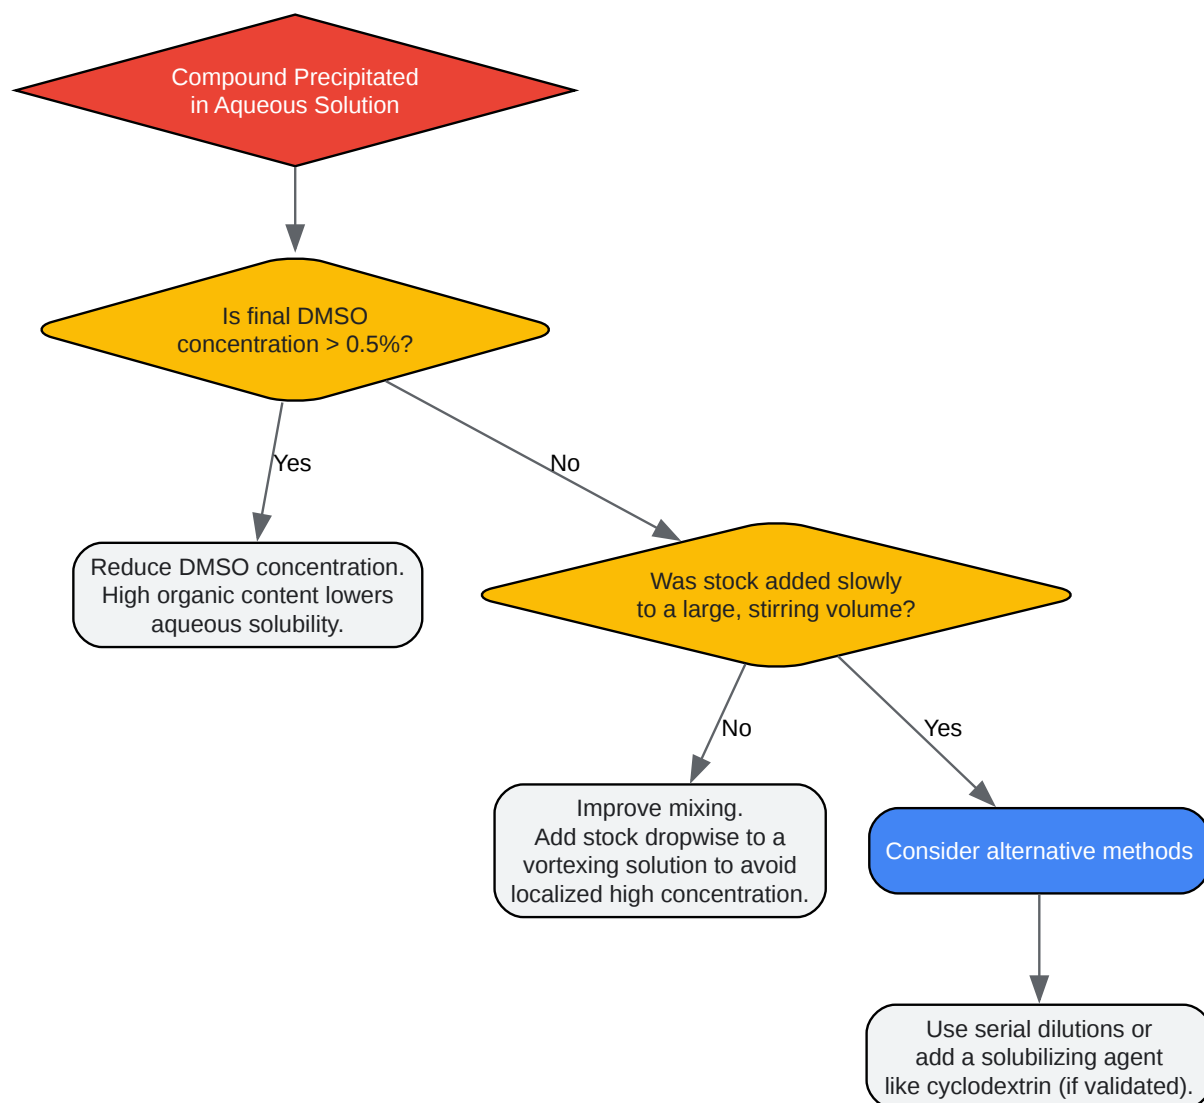 Compound Precipitated
in Aqueous Solution
Is final DMSO
concentration > 0.5%?
Yes
No
Reduce DMSO concentration.
High organic content lowers
aqueous solubility.
Was stock added slowly
to a large, stirring volume?
No
Yes
Improve mixing.
Add stock dropwise to a
vortexing solution to avoid
localized high concentration.
Consider alternative methods
Use serial dilutions or
add a solubilizing agent
like cyclodextrin (if validated).